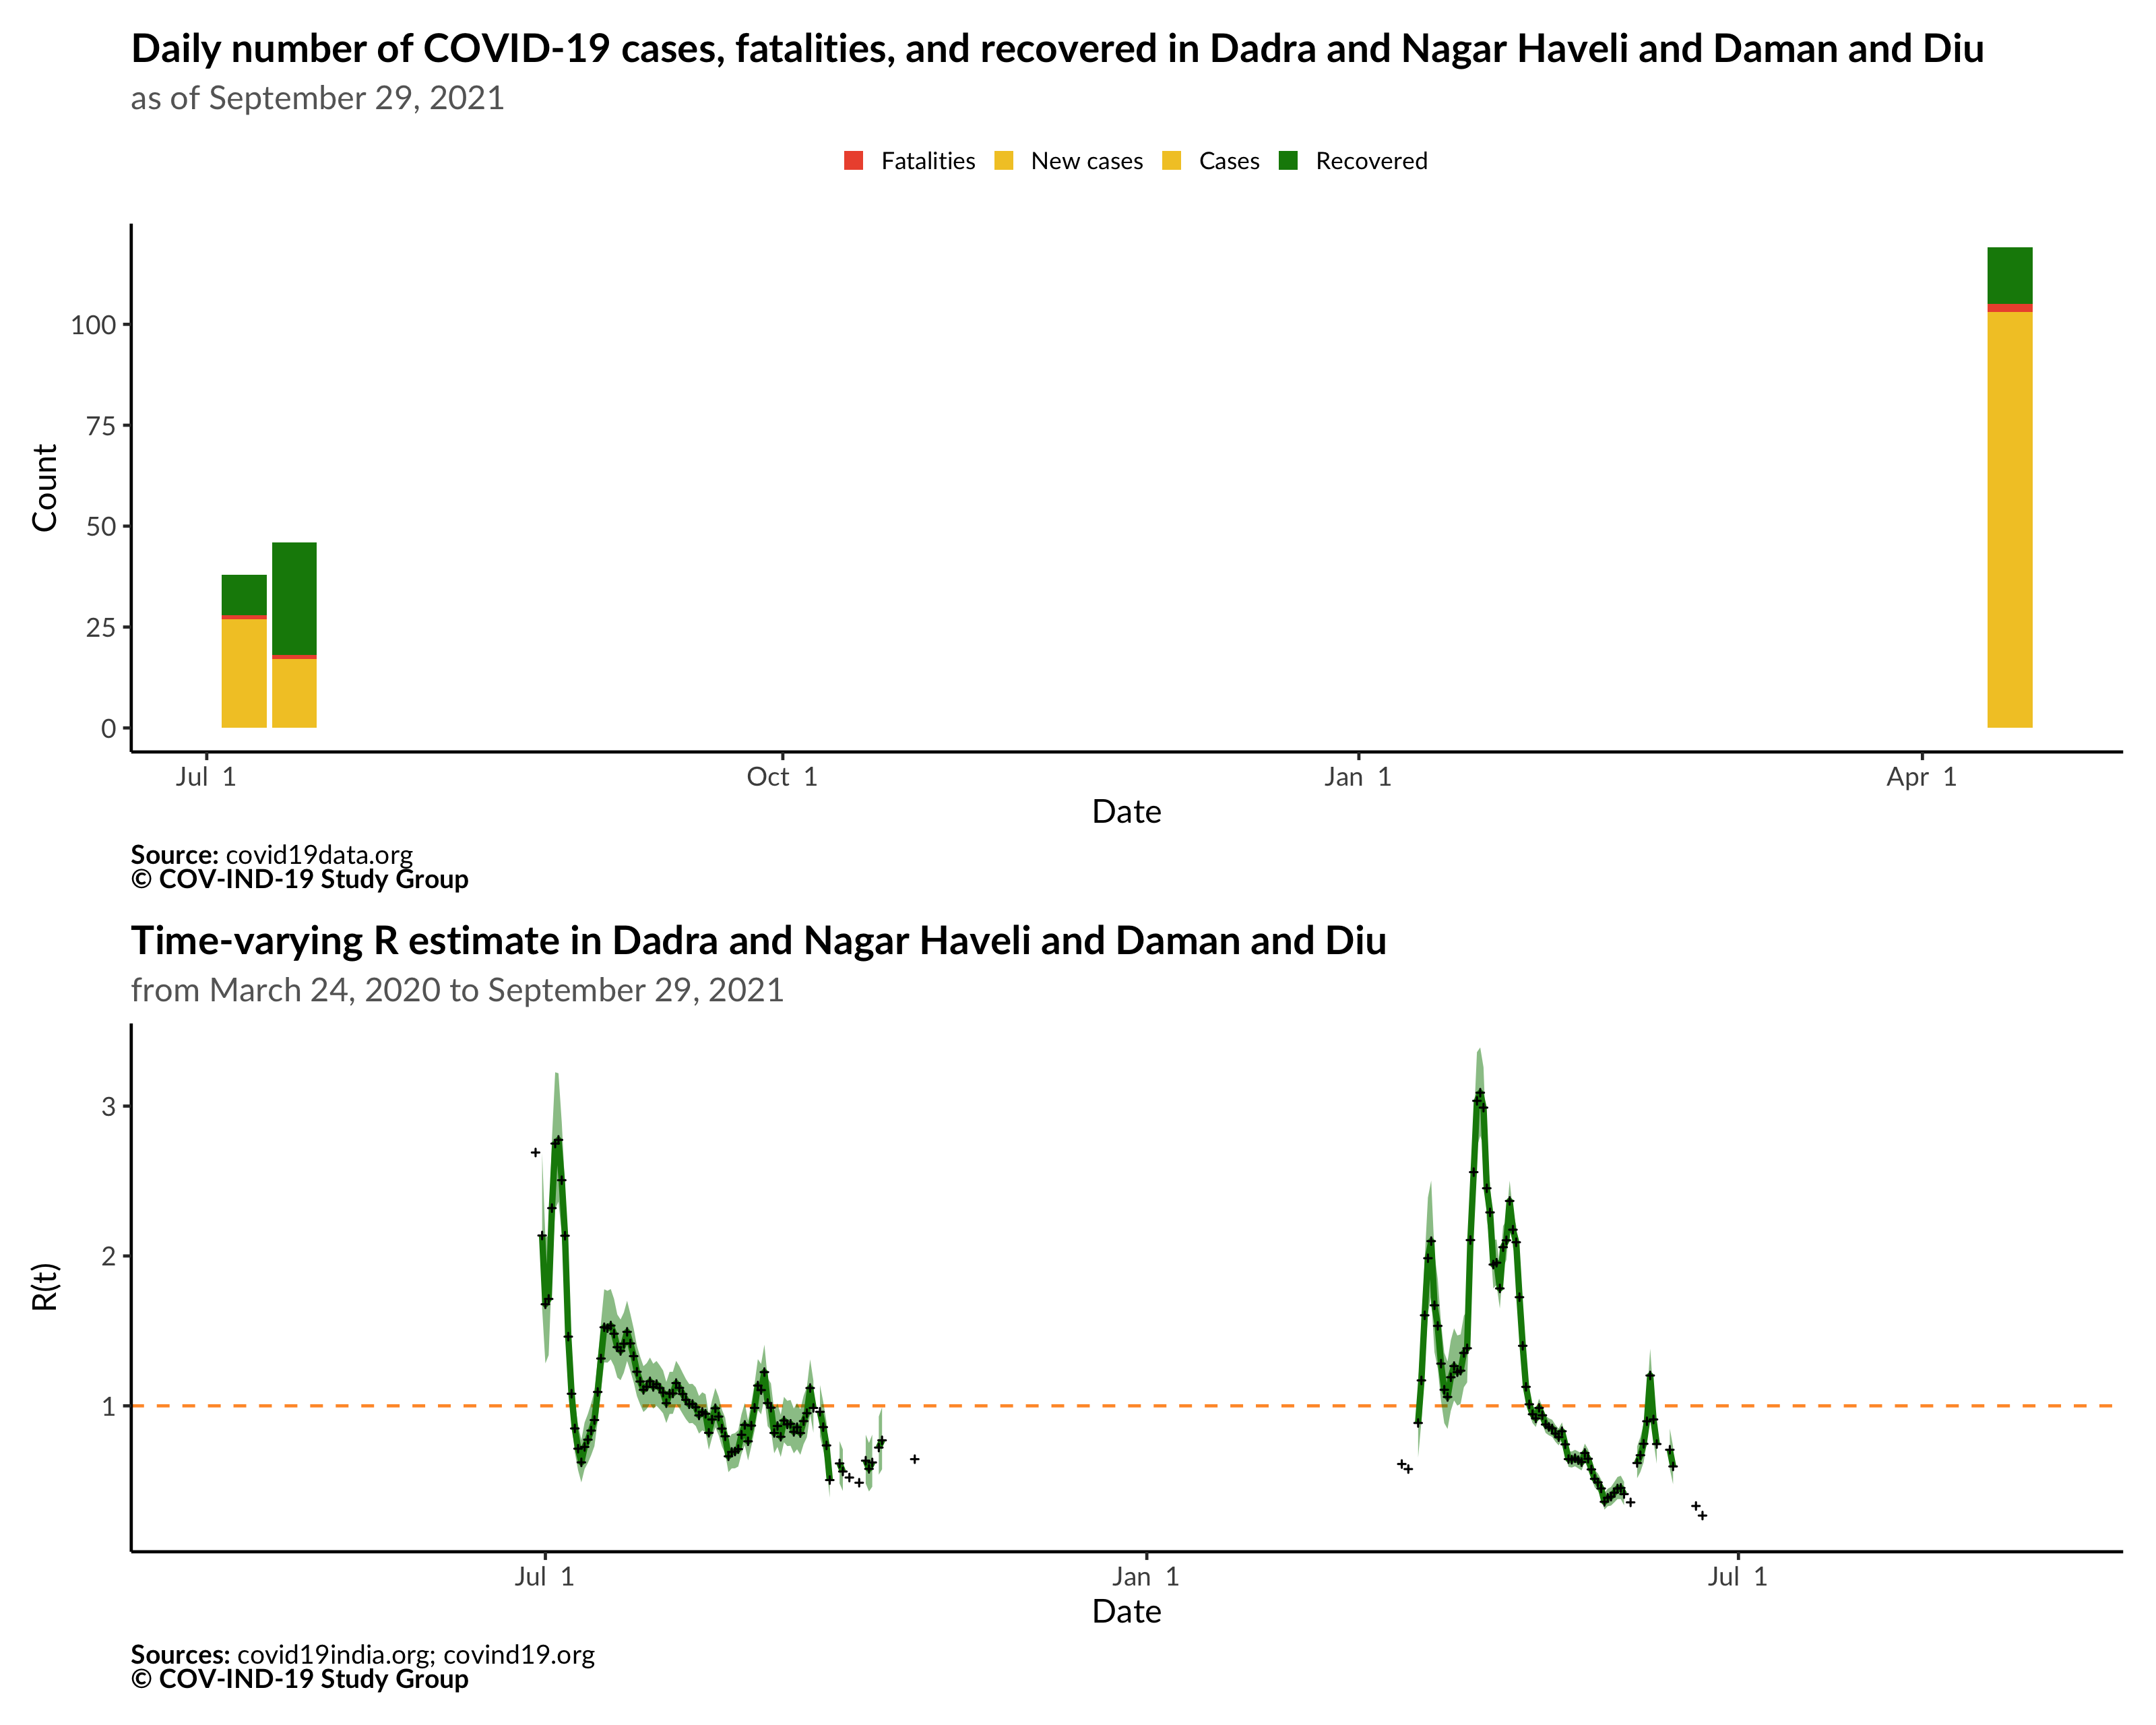 Daily number of COVID-19 cases, fatalities, and recovered in Dadra and Nagar Haveli and Daman and Diu
as of September 29, 2021
Fatalities New cases Cases Recovered
100
75
50
25
0
Count
Jul 1 Oct 1 Jan 1 Apr 1
Date
Source: covid19data.org
© COV-IND-19 Study Group
Time-varying R estimate in Dadra and Nagar Haveli and Daman and Diu
from March 24, 2020 to September 29, 2021
3
2
1
R(t)
Jul 1 Jan 1 Jul 1
Date
Sources: covid19india.org; covind19.org
© COV-IND-19 Study Group